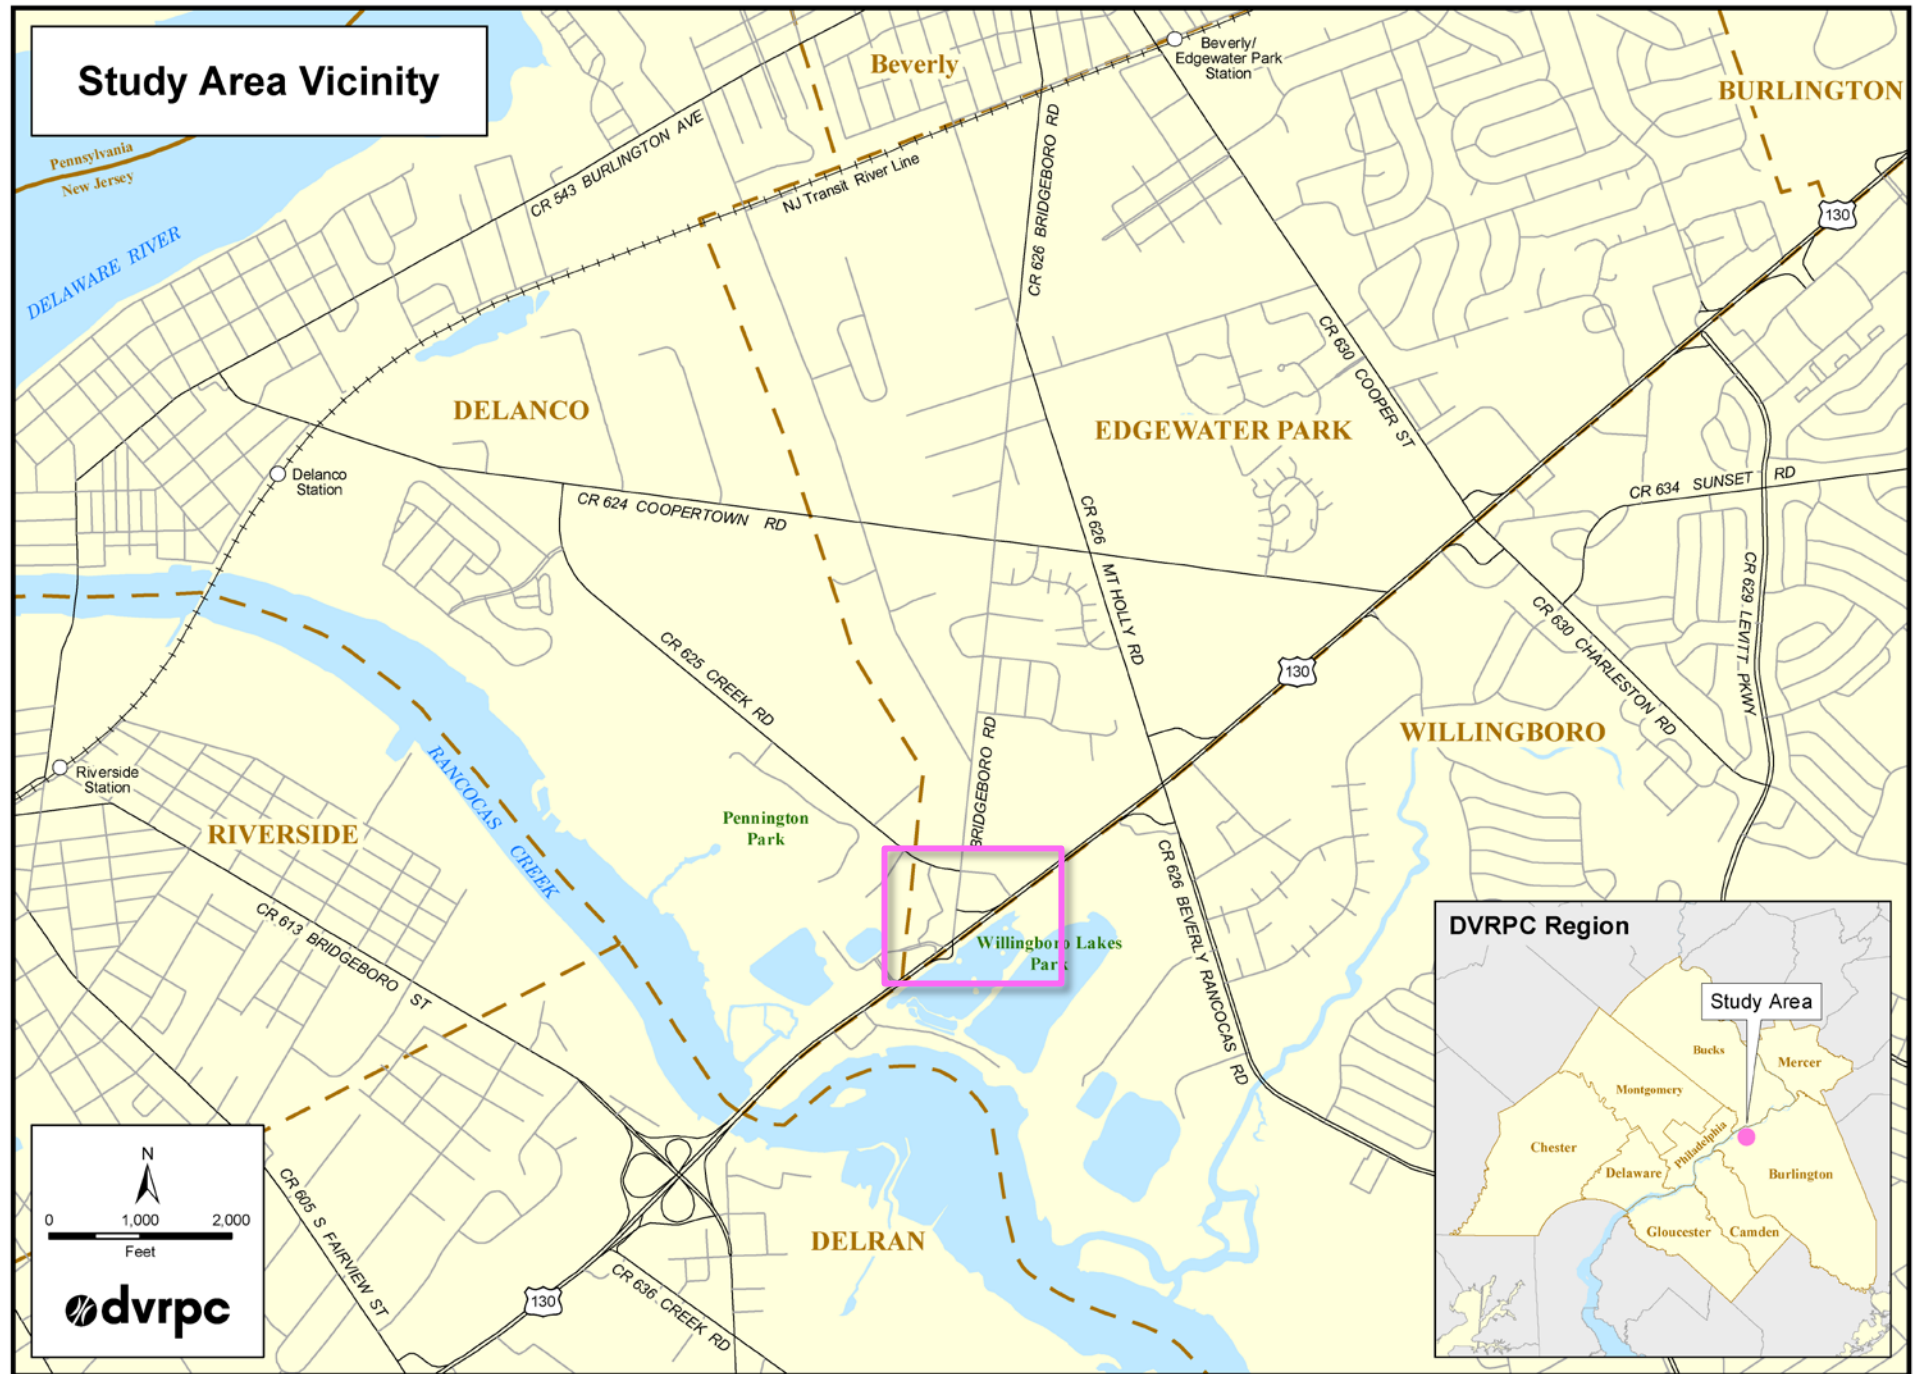 Study Area Vicinity
Beverly
Beverly/
Edgewater Park
Station
BURLINGTON
Pennsylvania
New Jersey
CR 543 BURLINGTON AVE
NJ Transit River Line
CR 626 BRIDGEBORO RD
130
DELAWARE RIVER
CR 630 COOPER ST
DELANCO
EDGEWATER PARK
Delanco
Station
CR 624 COOPERTOWN RD
CR 634 SUNSET RD
CR 626 MT HOLLY RD
CR 629 LEVITT PKWY
CR 630 CHARLESTON RD
CR 625 CREEK RD
130
WILLINGBORO
Riverside
Station
RANCOCAS CREEK
BRIDGEBORO RD
Pennington
Park
RIVERSIDE
CR 626 BEVERLY RANCOCAS RD
CR 613 BRIDGEBORO ST
Willingboro Lakes
Park
DELRAN
CR 605 S FAIRVIEW ST
CR 636 CREEK RD
130
N
0 1,000 2,000
Feet
dvrpc
DVRPC Region
Study Area
Bucks
Mercer
Montgomery
Chester
Philadelphia
Delaware
Burlington
Gloucester
Camden